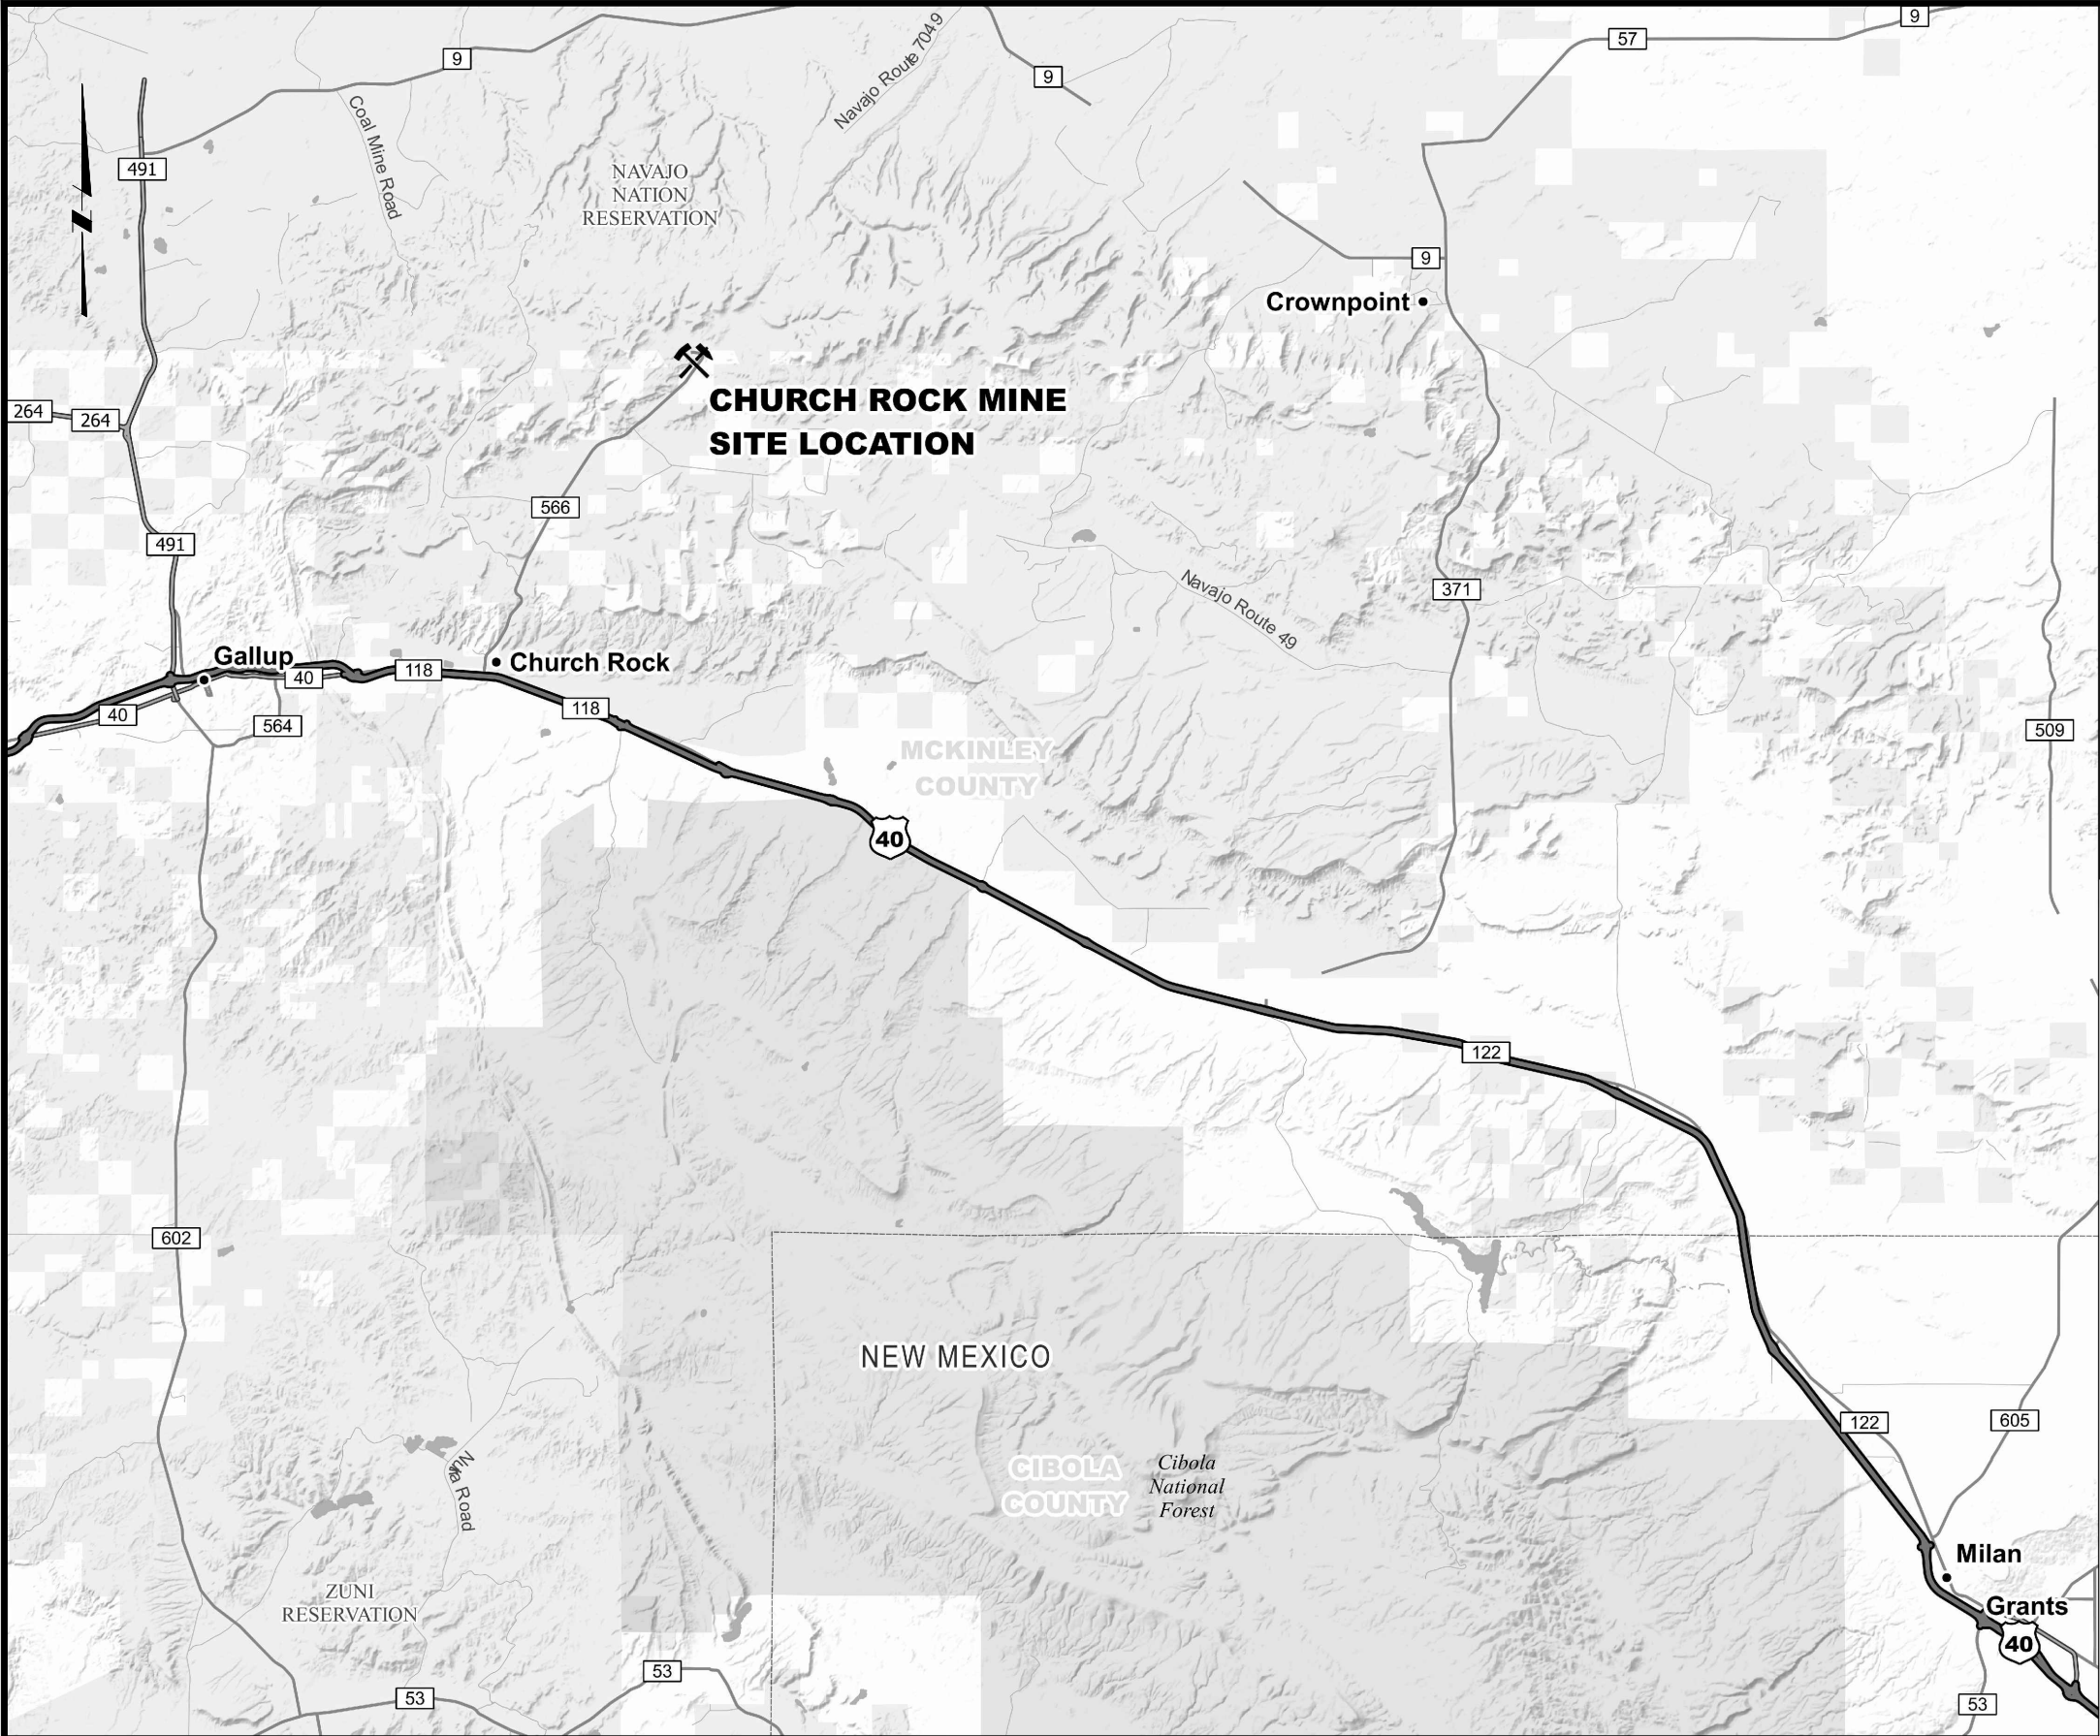 9
57
9
9
Navajo Route 7049
Coal Mine Road
491
NAVAJO
NATION
RESERVATION
9
Crownpoint
CHURCH ROCK MINE
SITE LOCATION
264
264
566
491
371
Navajo Route 49
Gallup
Church Rock
40
118
40
564
118
509
MCKINLEY
COUNTY
40
122
602
NEW MEXICO
122
605
CIBOLA
COUNTY
Cibola
National
Forest
Road
Milan
ZUNI
RESERVATION
Grants
40
53
53
53